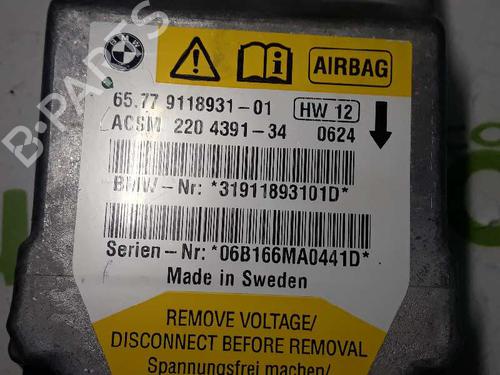 BMW
AIRBAG
65.77 9118931-01 HW 12
ACSM 220 4391-34 0624
BMW-Nr: *31911893101D*
Serien-Nr: *06B166MA0441D*
Made in Sweden
REMOVE VOLTAGE/
DISCONNECT BEFORE REMOVAL
Spannungsfrei machen/
B-PARTS